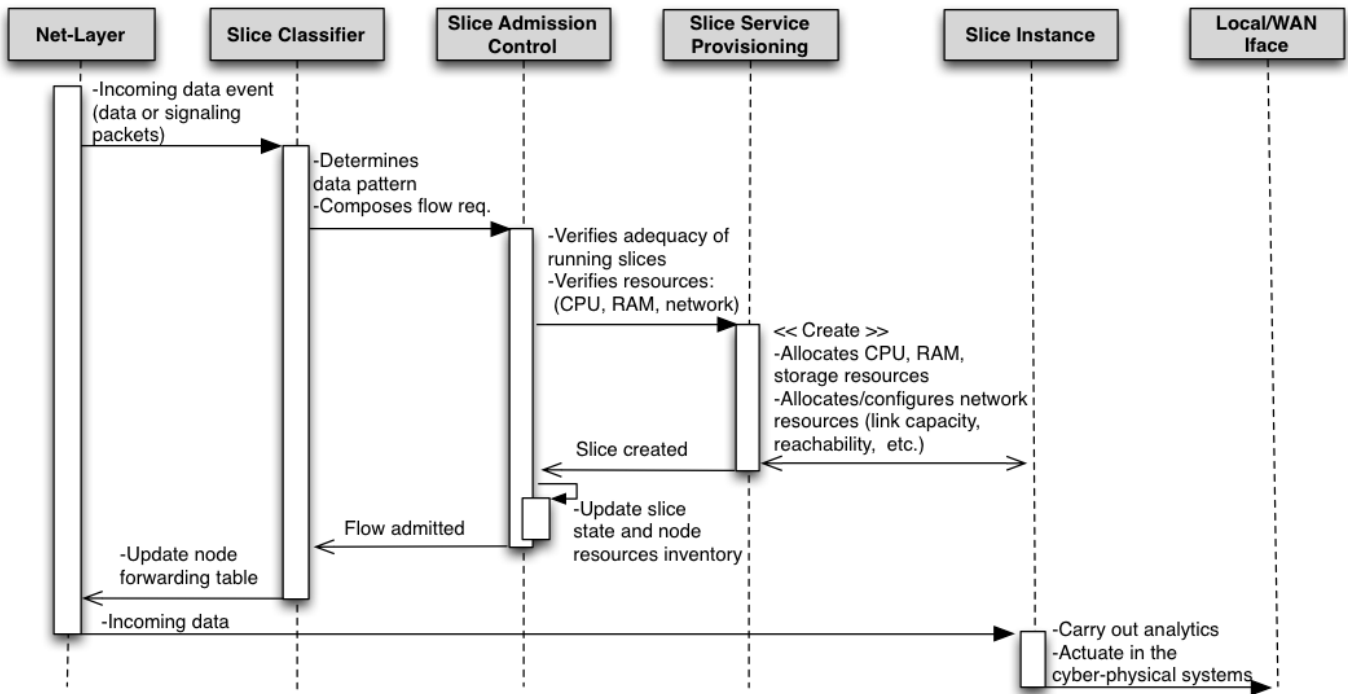 Net-Layer
Slice Classifier
Slice Admission
Control
Slice Service
Provisioning
Slice Instance
Local/WAN
Iface
-Incoming data event
(data or signaling
packets)
-Determines
data pattern
-Composes flow req.
-Verifies adequacy of
running slices
-Verifies resources:
(CPU, RAM, network)
<< Create >>
-Allocates CPU, RAM,
storage resources
-Allocates/configures network
resources (link capacity,
reachability, etc.)
Slice created
-Update slice
state and node
resources inventory
Flow admitted
-Update node
forwarding table
-Incoming data
-Carry out analytics
-Actuate in the
cyber-physical systems